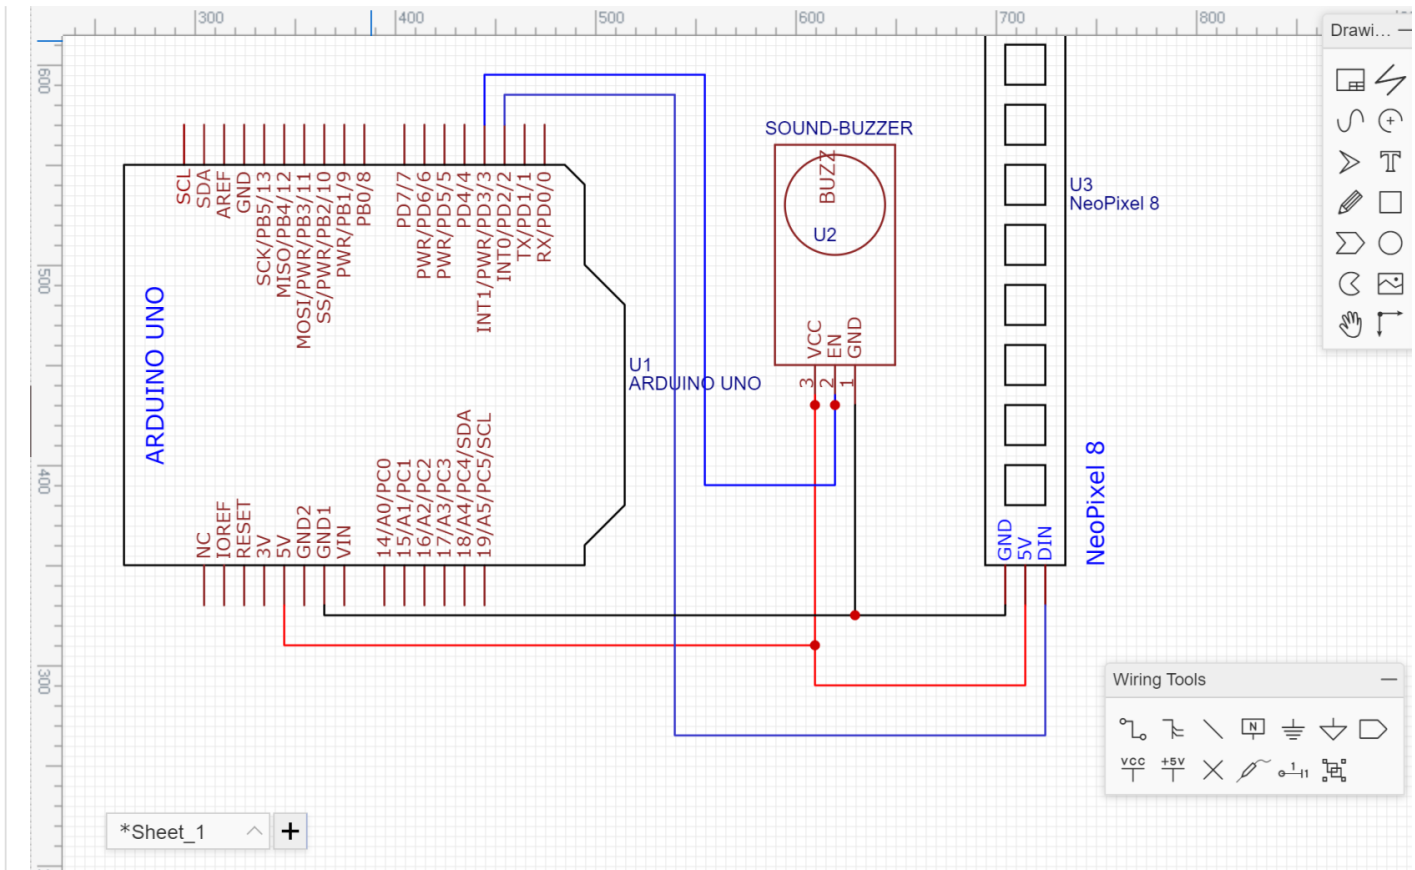 300
400
500
600
700
800
600
500
400
300
Drawi...
SOUND-BUZZER
BUZZ
U2
VCC
EN
GND
3
2
1
U3
NeoPixel 8
SCL
SDA
AREF
GND
SCK/PB5/13
MISO/PB4/12
MOSI/PWR/PB3/11
SS/PWR/PB2/10
PWR/PB1/9
PB0/8
PD7/7
PWR/PD6/6
PWR/PD5/5
PD4/4
INT1/PWR/PD3/3
INT0/PD2/2
TX/PD1/1
RX/PD0/0
ARDUINO UNO
U1
ARDUINO UNO
NC
IOREF
RESET
3V
5V
GND2
GND1
VIN
14/A0/PC0
15/A1/PC1
16/A2/PC2
17/A3/PC3
18/A4/PC4/SDA
19/A5/PC5/SCL
GND
5V
DIN
NeoPixel 8
Wiring Tools
N
VCC
+5V
1
*Sheet_1